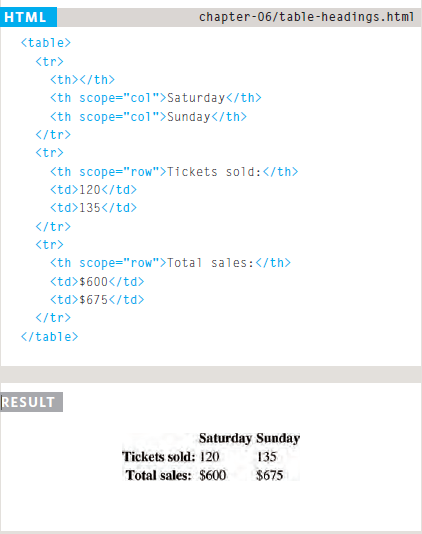 HTML chapter-06/table-headings.html
<table>
<tr>
<th></th>
<th scope="col">Saturday</th>
<th scope="col">Sunday</th>
</tr>
<tr>
<th scope="row">Tickets sold:</th>
<td>120</td>
<td>135</td>
</tr>
<tr>
<th scope="row">Total sales:</th>
<td>$600</td>
<td>$675</td>
</tr>
</table>
RESULT
Saturday Sunday
Tickets sold: 120 135
Total sales: $600 $675